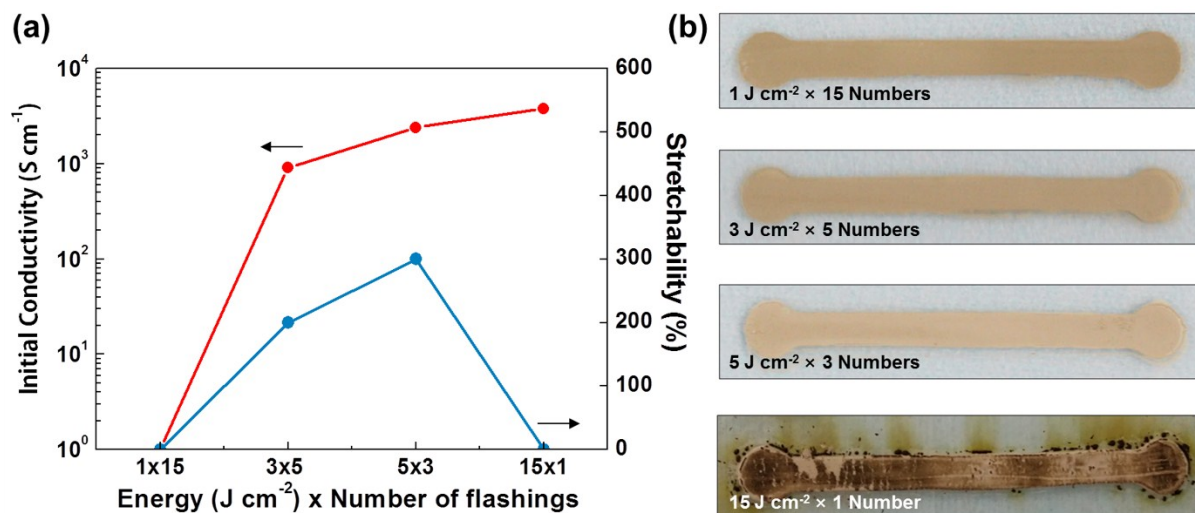 (a)
10⁴
10³
10²
10¹
10⁰
Initial Conductivity (S cm⁻¹)
600
500
400
300
200
100
0
Stretchability (%)
1x15 3x5 5x3 15x1
Energy (J cm⁻²) x Number of flashings
(b)
1 J cm⁻² × 15 Numbers
3 J cm⁻² × 5 Numbers
5 J cm⁻² × 3 Numbers
15 J cm⁻² × 1 Number